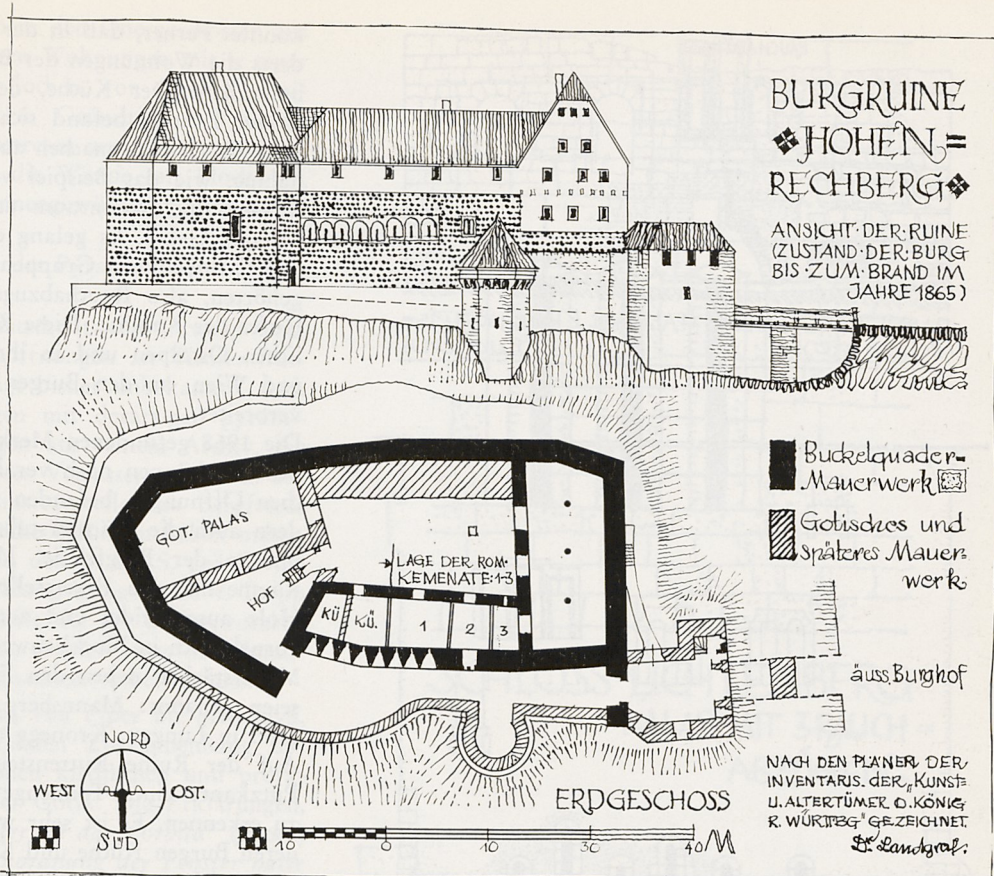 BURGRUINE
HOHEN=
RECHBERG
ANSICHT·DER·RUINE
(ZUSTAND·DER·BURG
BIS·ZUM·BRAND IM
JAHRE 1865)
Buckelquader=
Mauerwerk
Gotisches und
späteres Mauer
werk
GOT. PALAS
HOF
LAGE DER ROM·
KEMENATE:1-3
KÜ
KÜ.
1
2
3
äuss. Burghof
NORD
WEST
OST.
SÜD
ERDGESCHOSS
10 0 10 30 40 M
NACH DEN PLÄNEN DER
INVENTARIS. DER „KUNST=
U. ALTERTÜMER D. KÖNIG
R. WÜRTBG" GEZEICHNET.
Dr Landgraf: